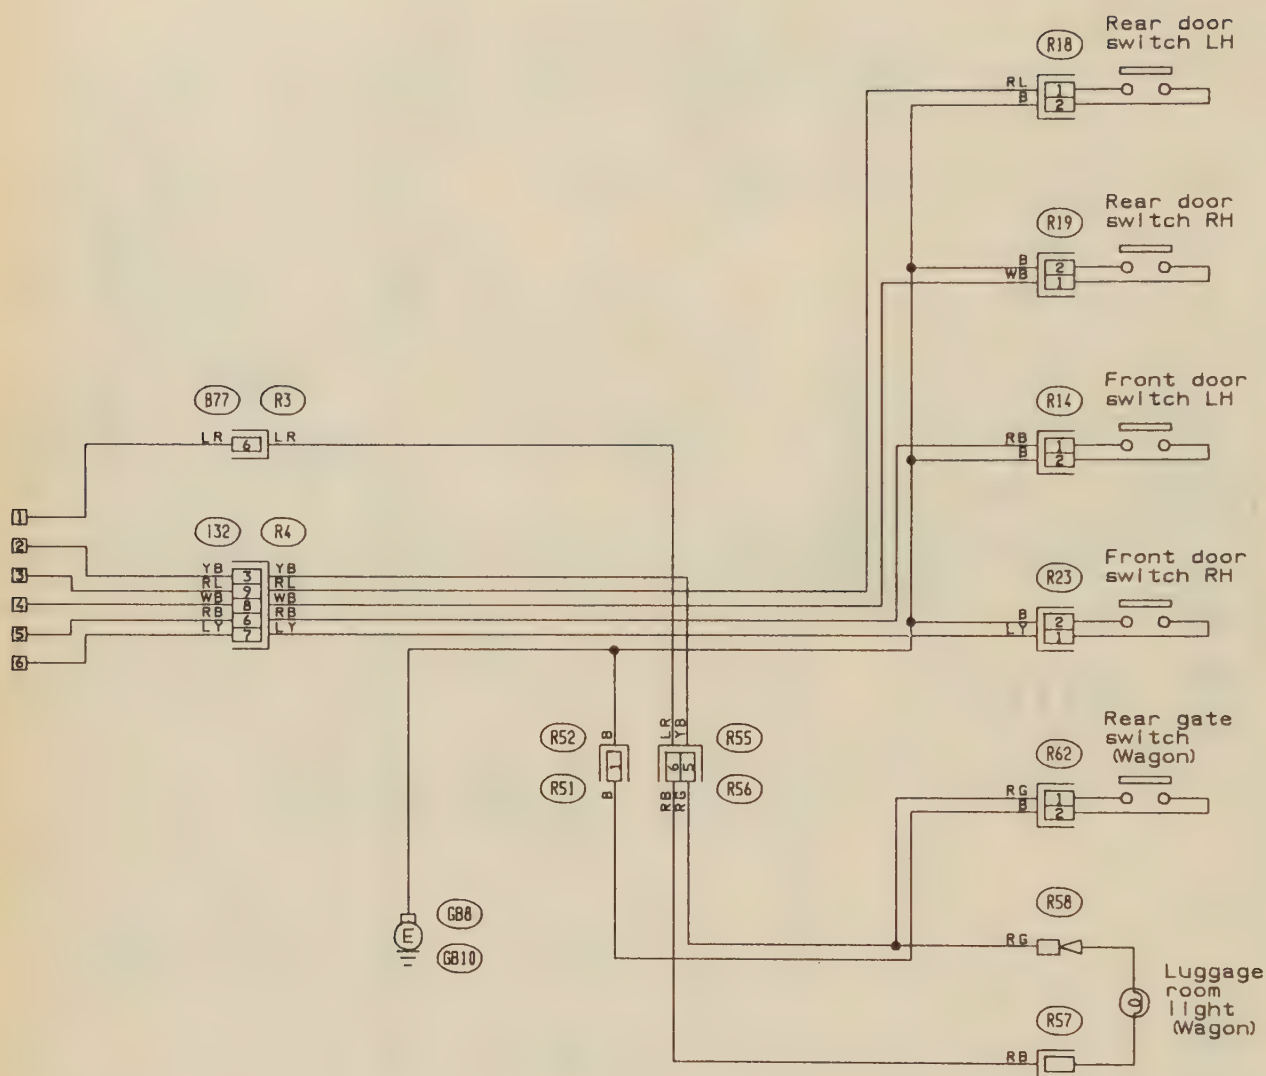 Rear door
switch LH
R18
RL
1
B
2
Rear door
switch RH
R19
B
2
WB
1
Front door
switch LH
R14
RB
1
B
2
B77
R3
LR
6
LR
1
2
3
4
5
6
132
R4
YB
3
YB
RL
9
RL
WB
8
WB
RB
6
RB
LY
7
LY
Front door
switch RH
R23
B
2
LY
1
R52
B
1
R51
B
LR
YB
R55
6
5
R56
RB
RG
Rear gate
switch
(Wagon)
R62
RG
1
B
2
GB8
E
GB10
R58
RG
Luggage
room
light
(Wagon)
R57
RB